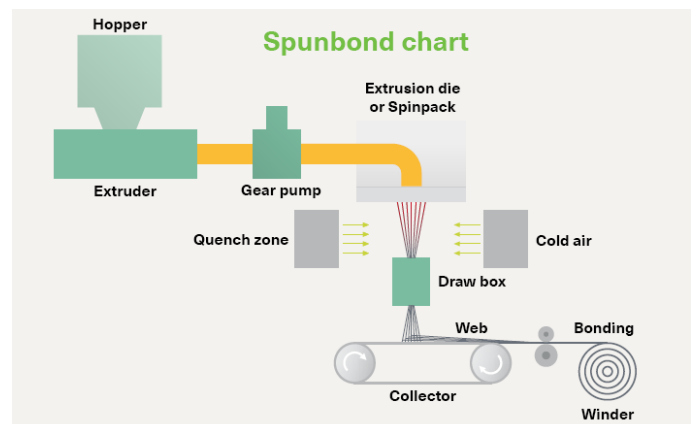 Hopper
Spunbond chart
Extrusion die
or Spinpack
Extruder
Gear pump
Quench zone
Cold air
Draw box
Web
Bonding
Collector
Winder